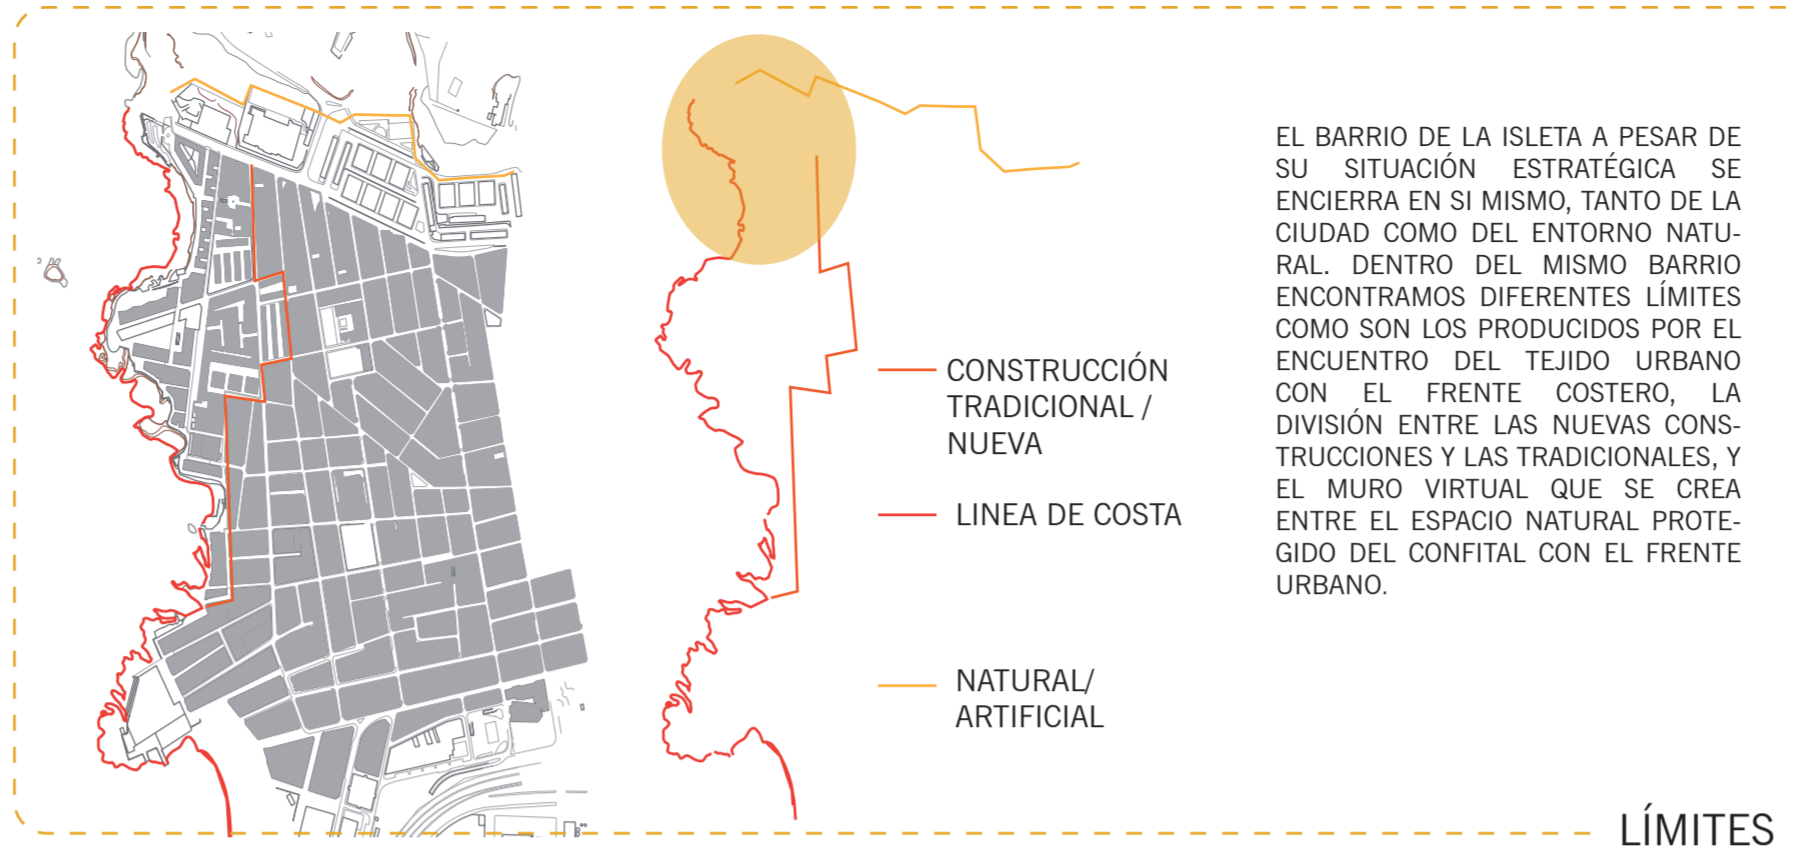 EL BARRIO DE LA ISLETA A PESAR DE
SU SITUACIÓN ESTRATÉGICA SE
ENCIERRA EN SI MISMO, TANTO DE LA
CIUDAD COMO DEL ENTORNO NATU-
RAL. DENTRO DEL MISMO BARRIO
ENCONTRAMOS DIFERENTES LÍMITES
COMO SON LOS PRODUCIDOS POR EL
ENCUENTRO DEL TEJIDO URBANO
CON EL FRENTE COSTERO, LA
DIVISIÓN ENTRE LAS NUEVAS CONS-
TRUCCIONES Y LAS TRADICIONALES, Y
EL MURO VIRTUAL QUE SE CREA
ENTRE EL ESPACIO NATURAL PROTE-
GIDO DEL CONFITAL CON EL FRENTE
URBANO.
CONSTRUCCIÓN
TRADICIONAL /
NUEVA
LINEA DE COSTA
NATURAL/
ARTIFICIAL
LÍMITES